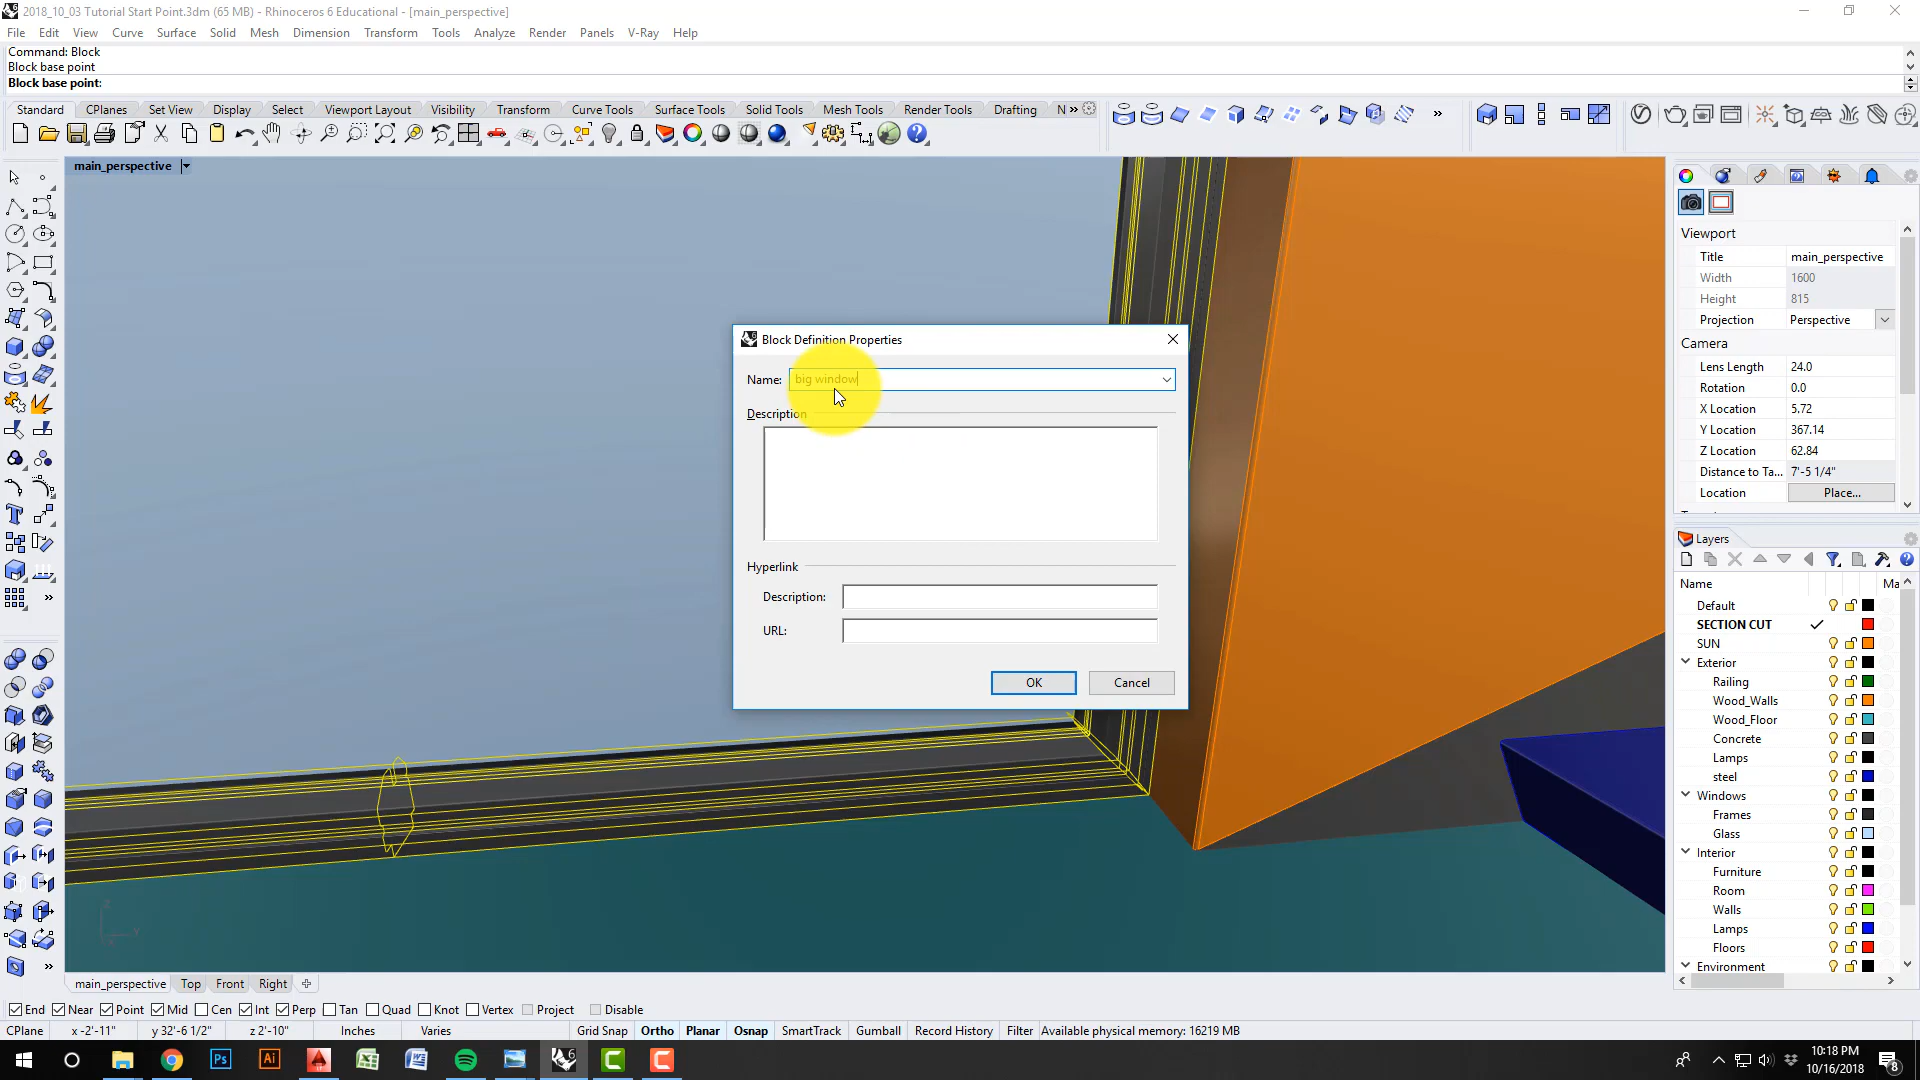 2018_10_03 Tutorial Start Point.3dm (65 MB) - Rhinoceros 6 Educational - [main_perspective]
File Edit View Curve Surface Solid Mesh Dimension Transform Tools Analyze Render Panels V-Ray Help
Command: Block
Block base point
Block base point:
Standard CPlanes Set View Display Select Viewport Layout Visibility Transform Curve Tools Surface Tools Solid Tools Mesh Tools Render Tools Drafting N »
main_perspective
Block Definition Properties
Name: big window
Description
Hyperlink
Description:
URL:
OK Cancel
Viewport
Title main_perspective
Width 1600
Height 815
Projection Perspective
Camera
Lens Length 24.0
Rotation 0.0
X Location 5.72
Y Location 367.14
Z Location 62.84
Distance to Ta... 7'-5 1/4"
Location Place...
Layers
Name Ma
Default
SECTION CUT
SUN
Exterior
Railing
Wood_Walls
Wood_Floor
Concrete
Lamps
steel
Windows
Frames
Glass
Interior
Furniture
Room
Walls
Lamps
Floors
Environment
main_perspective Top Front Right
End Near Point Mid Cen Int Perp Tan Quad Knot Vertex Project Disable
CPlane x -2'-11" y 32'-6 1/2" z 2'-10" Inches Varies Grid Snap Ortho Planar Osnap SmartTrack Gumball Record History Filter Available physical memory: 16219 MB
10:18 PM
10/16/2018
8